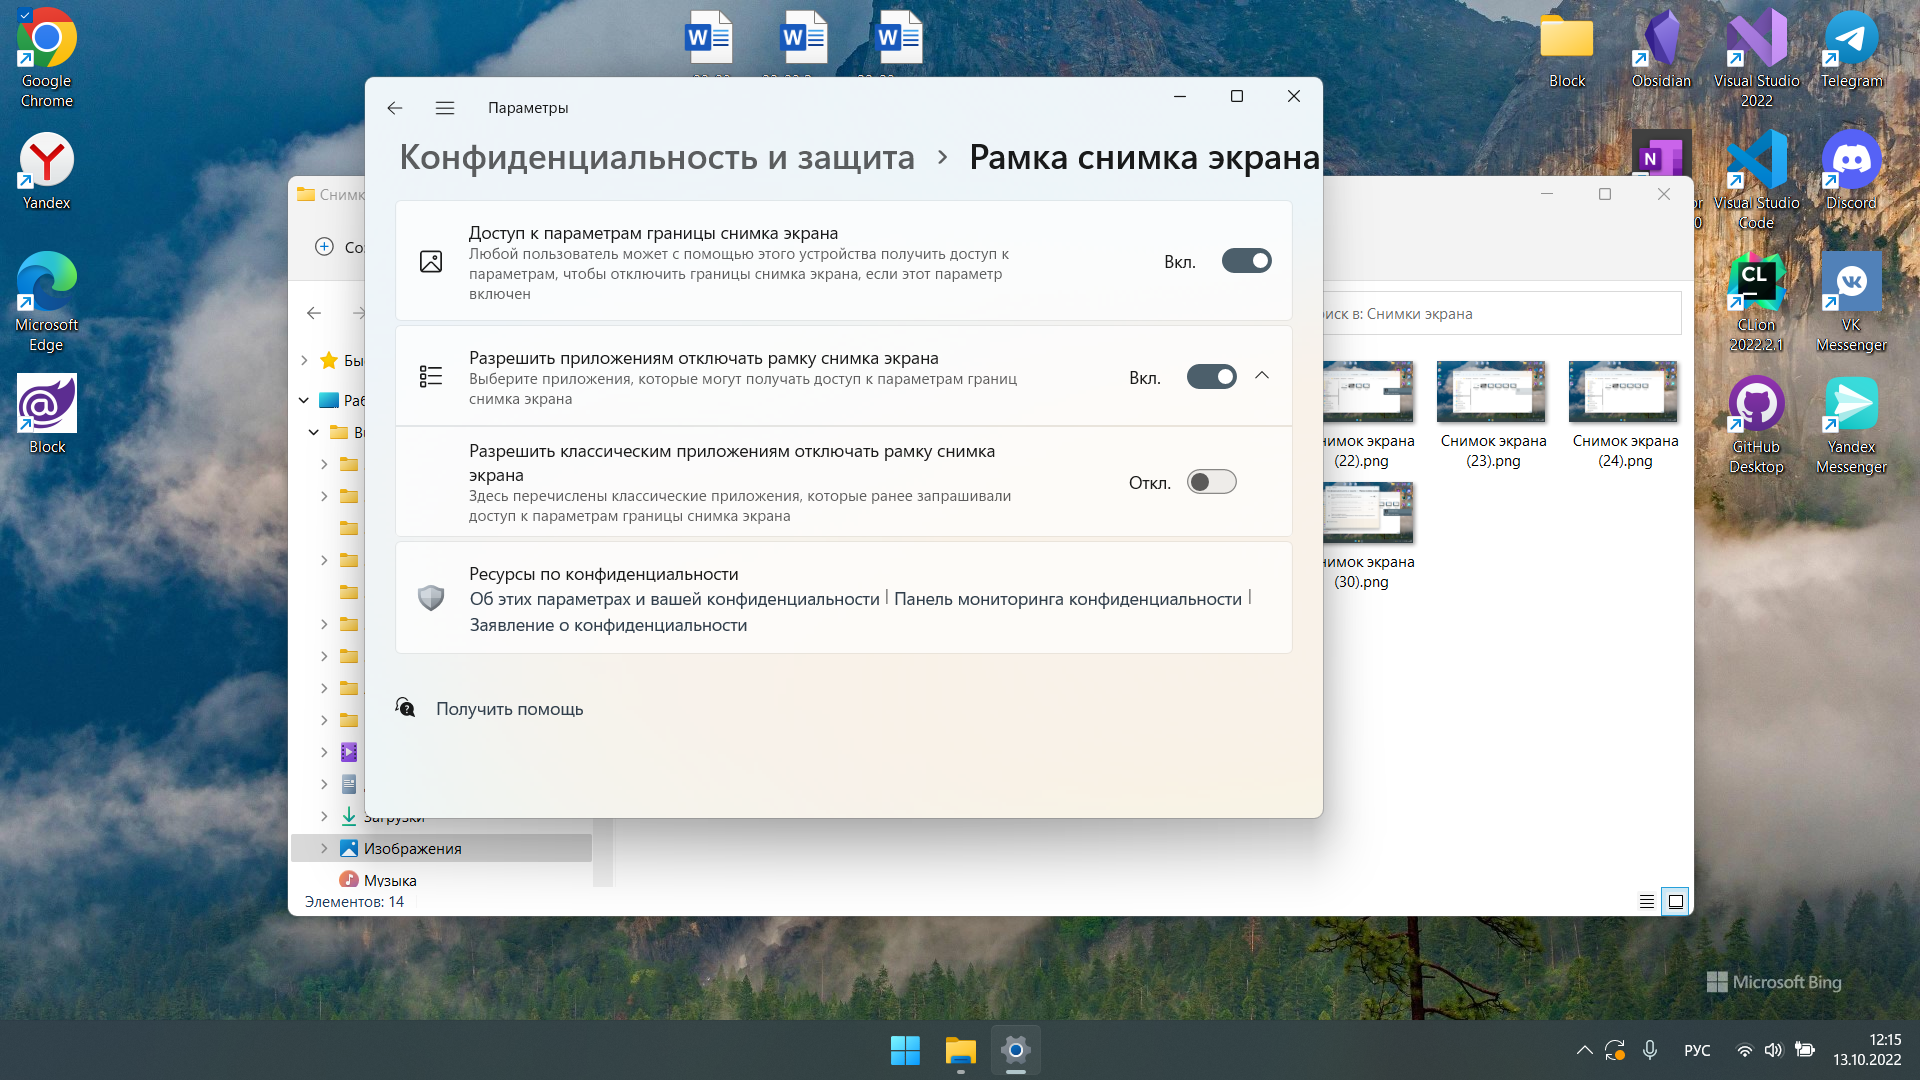 Google
Chrome
Yandex
Microsoft
Edge
Block
Block
Obsidian
Visual Studio
2022
Telegram
Visual Studio
Code
Discord
CLion
2022.2.1
VK
Messenger
GitHub
Desktop
Yandex
Messenger
Параметры
Конфиденциальность и защита › Рамка снимка экрана
Доступ к параметрам границы снимка экрана
Любой пользователь может с помощью этого устройства получить доступ к
параметрам, чтобы отключить границы снимка экрана, если этот параметр
включен
Вкл.
Разрешить приложениям отключать рамку снимка экрана
Выберите приложения, которые могут получать доступ к параметрам границ
снимка экрана
Вкл.
Разрешить классическим приложениям отключать рамку снимка
экрана
Здесь перечислены классические приложения, которые ранее запрашивали
доступ к параметрам границы снимка экрана
Откл.
Ресурсы по конфиденциальности
Об этих параметрах и вашей конфиденциальности | Панель мониторинга конфиденциальности |
Заявление о конфиденциальности
Получить помощь
в: Снимки экрана
экрана
(22).png
Снимок экрана
(23).png
Снимок экрана
(24).png
экрана
(30).png
Загрузки
Изображения
Музыка
Элементов: 14
Microsoft Bing
РУС
12:15
13.10.2022